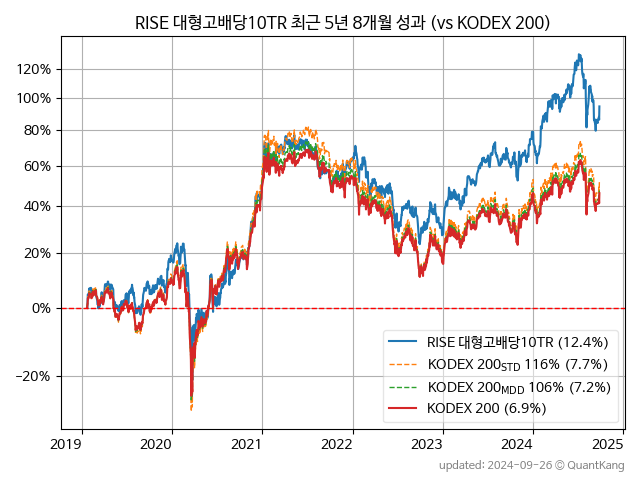 RISE 대형고배당10TR 최근 5년 8개월 성과 (vs KODEX 200)
120%
100%
80%
60%
40%
20%
0%
−20%
RISE 대형고배당10TR (12.4%)
KODEX 200STD 116% (7.7%)
KODEX 200MDD 106% (7.2%)
KODEX 200 (6.9%)
2019 2020 2021 2022 2023 2024 2025
updated: 2024-09-26 © QuantKang